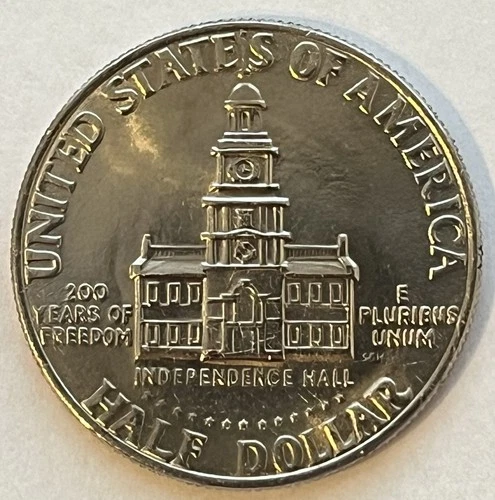 UNITED STATES OF AMERICA
200
YEARS OF
FREEDOM
E
PLURIBUS
UNUM
INDEPENDENCE HALL
HALF DOLLAR